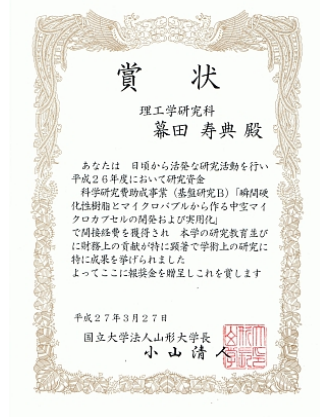 賞状
理工学研究科
幕田 寿典 殿
あなたは 日頃から活発な研究活動を行い
平成26年度において研究資金
科学研究費助成事業(基盤研究B)「瞬間硬
化性樹脂とマイクロバブルから作る中空マイ
クロカプセルの開発および実用化」
で間接経費を獲得され 本学の研究教育並び
に財務上の貢献が特に顕著で学術上の研究に
特に成果を挙げられました
よってここに報奨金を贈呈しこれを賞します
平成27年3月27日
国立大学法人山形大学長
小山清人